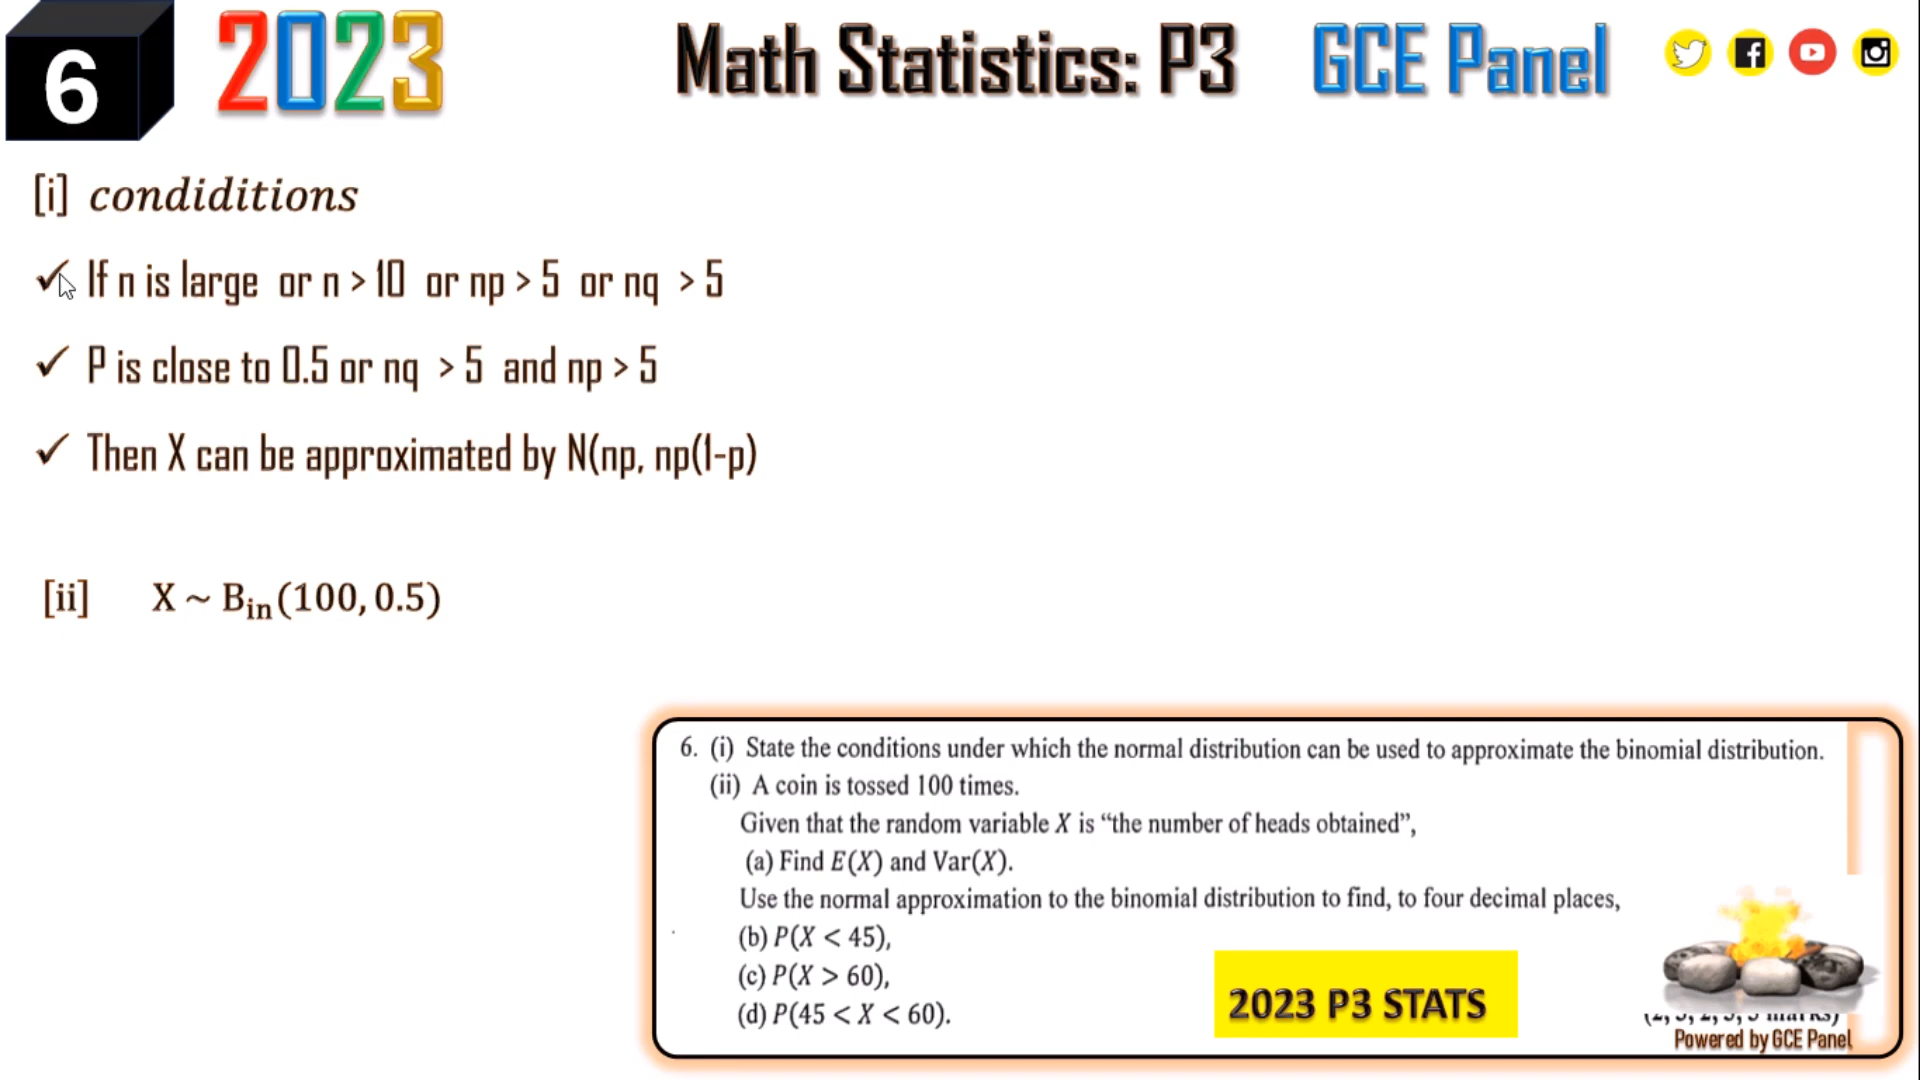 6
2023
Math Statistics: P3
GCE Panel
[i] condiditions
✓ If n is large or n > 10 or np > 5 or nq > 5
✓ P is close to 0.5 or nq > 5 and np > 5
✓ Then X can be approximated by N(np, np(1-p)
[ii] X ~ Bin(100, 0.5)
6. (i) State the conditions under which the normal distribution can be used to approximate the binomial distribution.
(ii) A coin is tossed 100 times.
Given that the random variable X is “the number of heads obtained”,
(a) Find E(X) and Var(X).
Use the normal approximation to the binomial distribution to find, to four decimal places,
(b) P(X < 45),
(c) P(X > 60),
(d) P(45 < X < 60).
2023 P3 STATS
Powered by GCE Panel